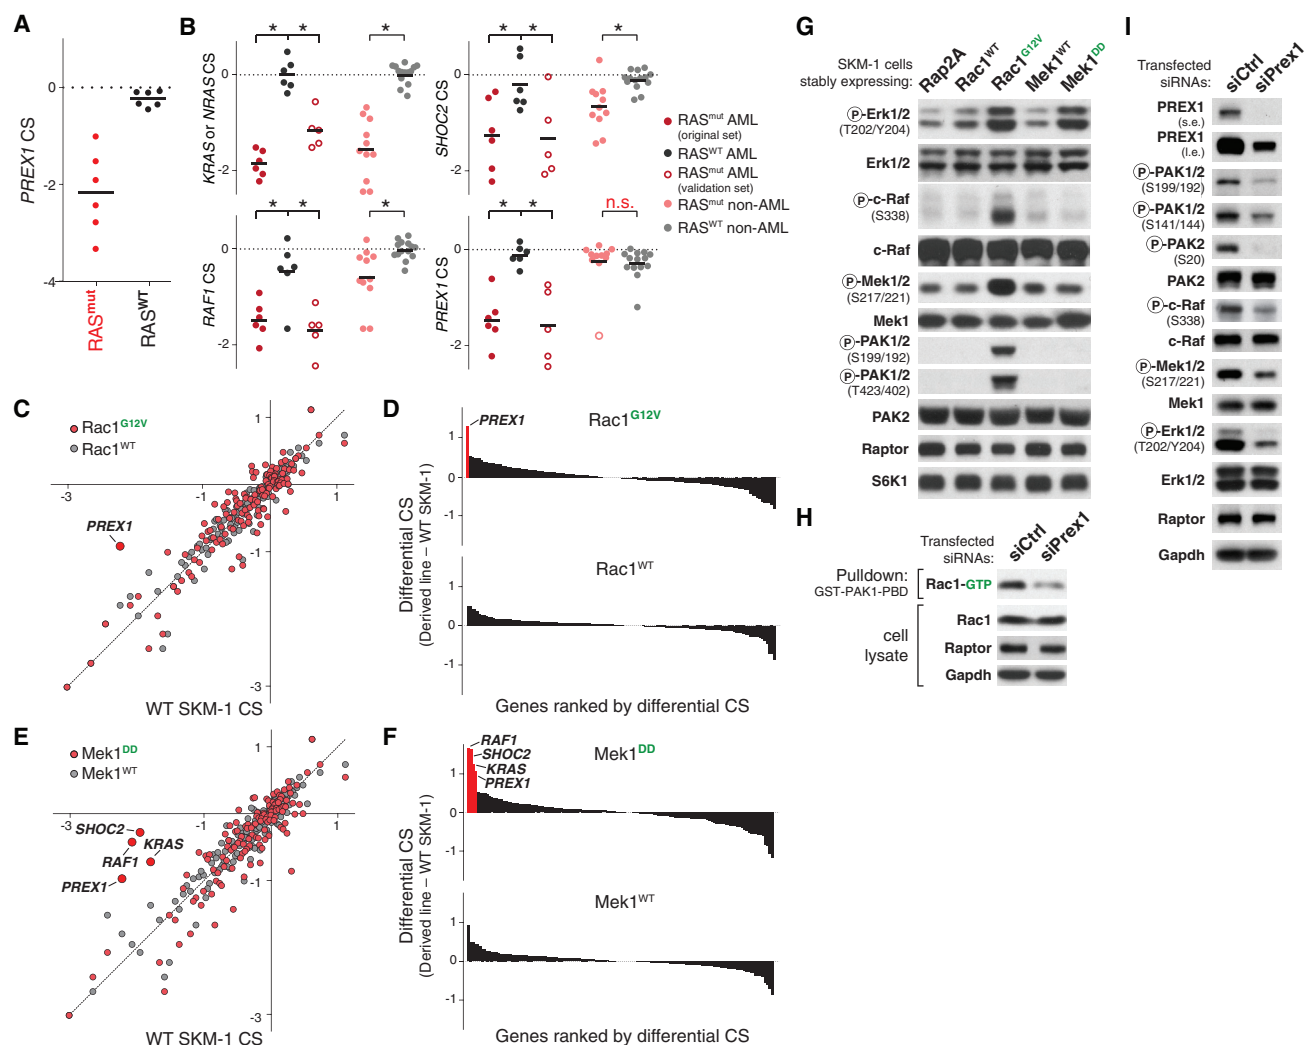 A
PREX1 CS
0
-2
-4
RASmut
RASWT
B
KRAS or NRAS CS
0
-2
* *
*
SHOC2 CS
0
-2
* *
*
RAF1 CS
0
-2
* *
*
PREX1 CS
0
-2
* *
n.s.
RASmut AML
(original set)
RASWT AML
RASmut AML
(validation set)
RASmut non-AML
RASWT non-AML
C
Rac1G12V
Rac1WT
1
-3
-1
1
-1
-3
PREX1
WT SKM-1 CS
D
Differential CS
(Derived line – WT SKM-1)
PREX1
Rac1G12V
1
0
-1
Rac1WT
1
0
-1
Genes ranked by differential CS
E
Mek1DD
Mek1WT
1
-3
-1
1
-1
-3
SHOC2
KRAS
RAF1
PREX1
WT SKM-1 CS
F
Differential CS
(Derived line – WT SKM-1)
RAF1
SHOC2
KRAS
PREX1
Mek1DD
1
0
-1
Mek1WT
1
0
-1
Genes ranked by differential CS
G
SKM-1 cells
stably expressing:
Rap2A
Rac1WT
Rac1G12V
Mek1WT
Mek1DD
P-Erk1/2
(T202/Y204)
Erk1/2
P-c-Raf
(S338)
c-Raf
P-Mek1/2
(S217/221)
Mek1
P-PAK1/2
(S199/192)
P-PAK1/2
(T423/402)
PAK2
Raptor
S6K1
H
Transfected
siRNAs:
siCtrl
siPrex1
Pulldown:
GST-PAK1-PBD
Rac1-GTP
cell
lysate
Rac1
Raptor
Gapdh
I
Transfected
siRNAs:
siCtrl
siPrex1
PREX1
(s.e.)
PREX1
(l.e.)
P-PAK1/2
(S199/192)
P-PAK1/2
(S141/144)
P-PAK2
(S20)
PAK2
P-c-Raf
(S338)
c-Raf
P-Mek1/2
(S217/221)
Mek1
P-Erk1/2
(T202/Y204)
Erk1/2
Raptor
Gapdh